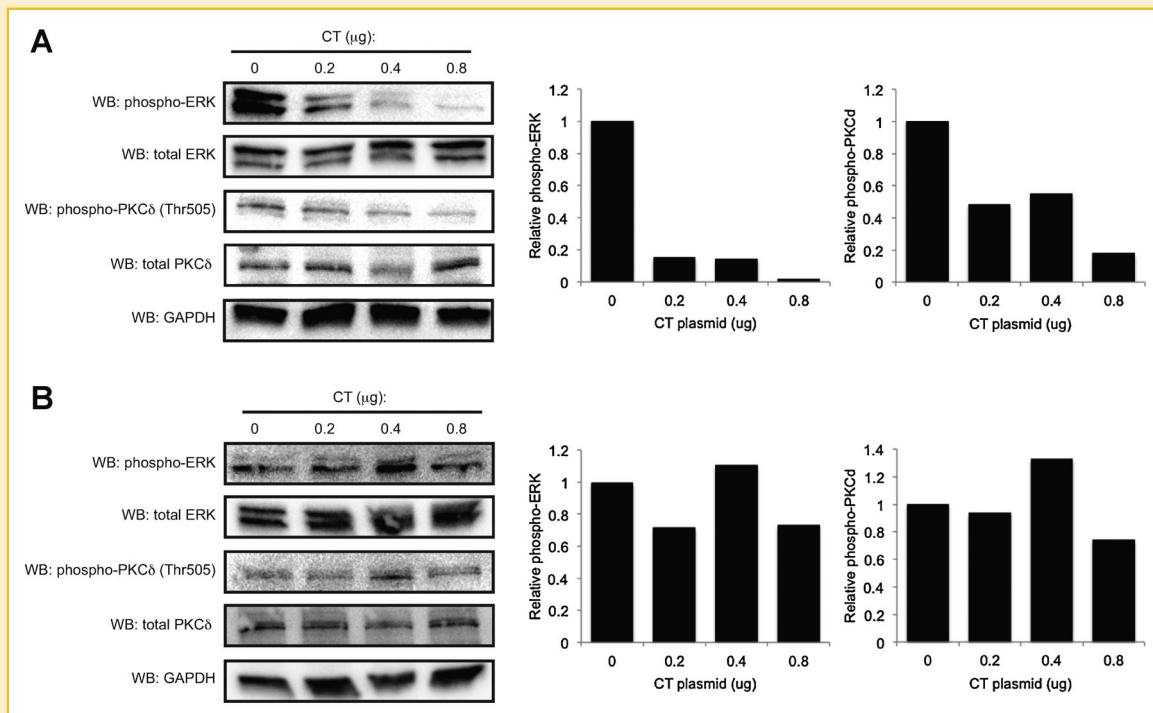 A
CT (μg):
0 0.2 0.4 0.8
WB: phospho-ERK
WB: total ERK
WB: phospho-PKCδ (Thr505)
WB: total PKCδ
WB: GAPDH
Relative phospho-ERK
1.2
1
0.8
0.6
0.4
0.2
0
0 0.2 0.4 0.8
CT plasmid (ug)
Relative phospho-PKCd
1.2
1
0.8
0.6
0.4
0.2
0
0 0.2 0.4 0.8
CT plasmid (ug)
B
CT (μg):
0 0.2 0.4 0.8
WB: phospho-ERK
WB: total ERK
WB: phospho-PKCδ (Thr505)
WB: total PKCδ
WB: GAPDH
Relative phospho-ERK
1.2
1
0.8
0.6
0.4
0.2
0
0 0.2 0.4 0.8
CT plasmid (ug)
Relative phospho-PKCd
1.4
1.2
1
0.8
0.6
0.4
0.2
0
0 0.2 0.4 0.8
CT plasmid (ug)